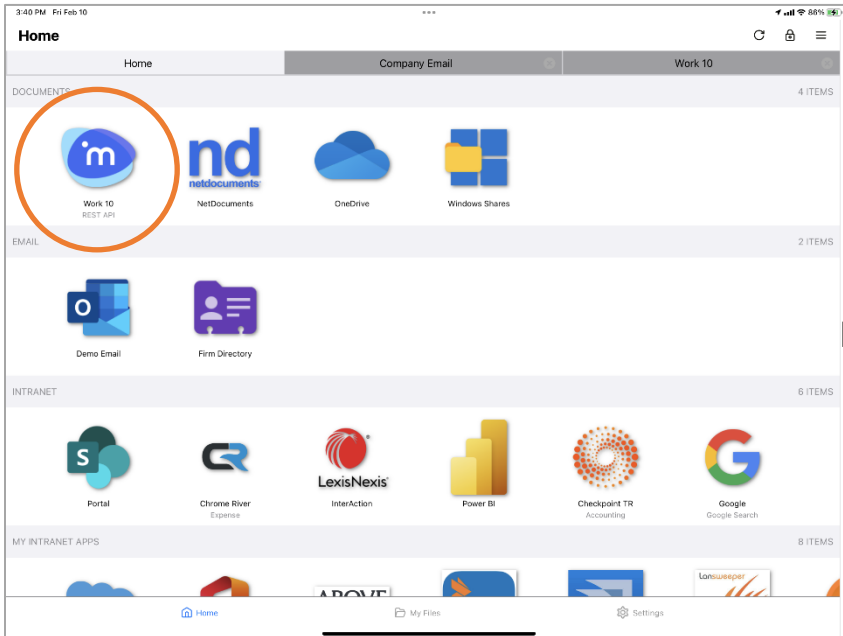 3:40 PM Fri Feb 10
86%
Home
Home
Company Email
Work 10
DOCUMENTS
4 ITEMS
m
nd
netdocuments
Work 10
REST API
NetDocuments
OneDrive
Windows Shares
EMAIL
2 ITEMS
O
Demo Email
Firm Directory
INTRANET
6 ITEMS
S
CR
LexisNexis
G
Portal
Chrome River
Expense
InterAction
Power BI
Checkpoint TR
Accounting
Google
Google Search
MY INTRANET APPS
8 ITEMS
ABOVE
Lansweeper
Home
My Files
Settings